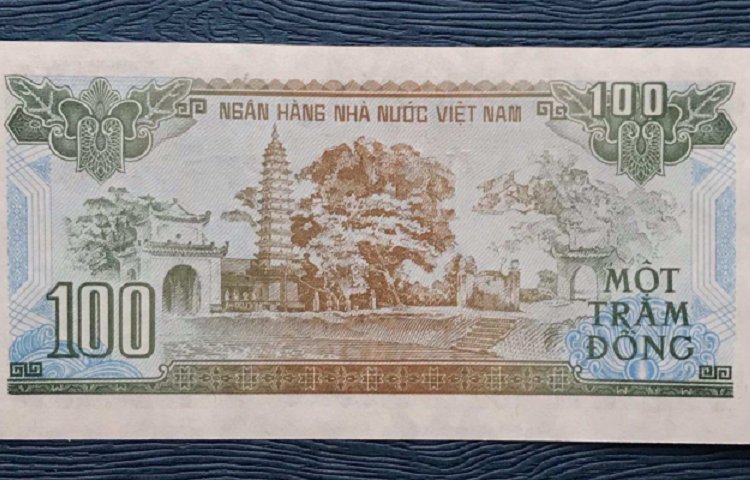 NGÂN HÀNG NHÀ NƯỚC VIỆT NAM
100
100
MỘT
TRĂM
ĐỒNG